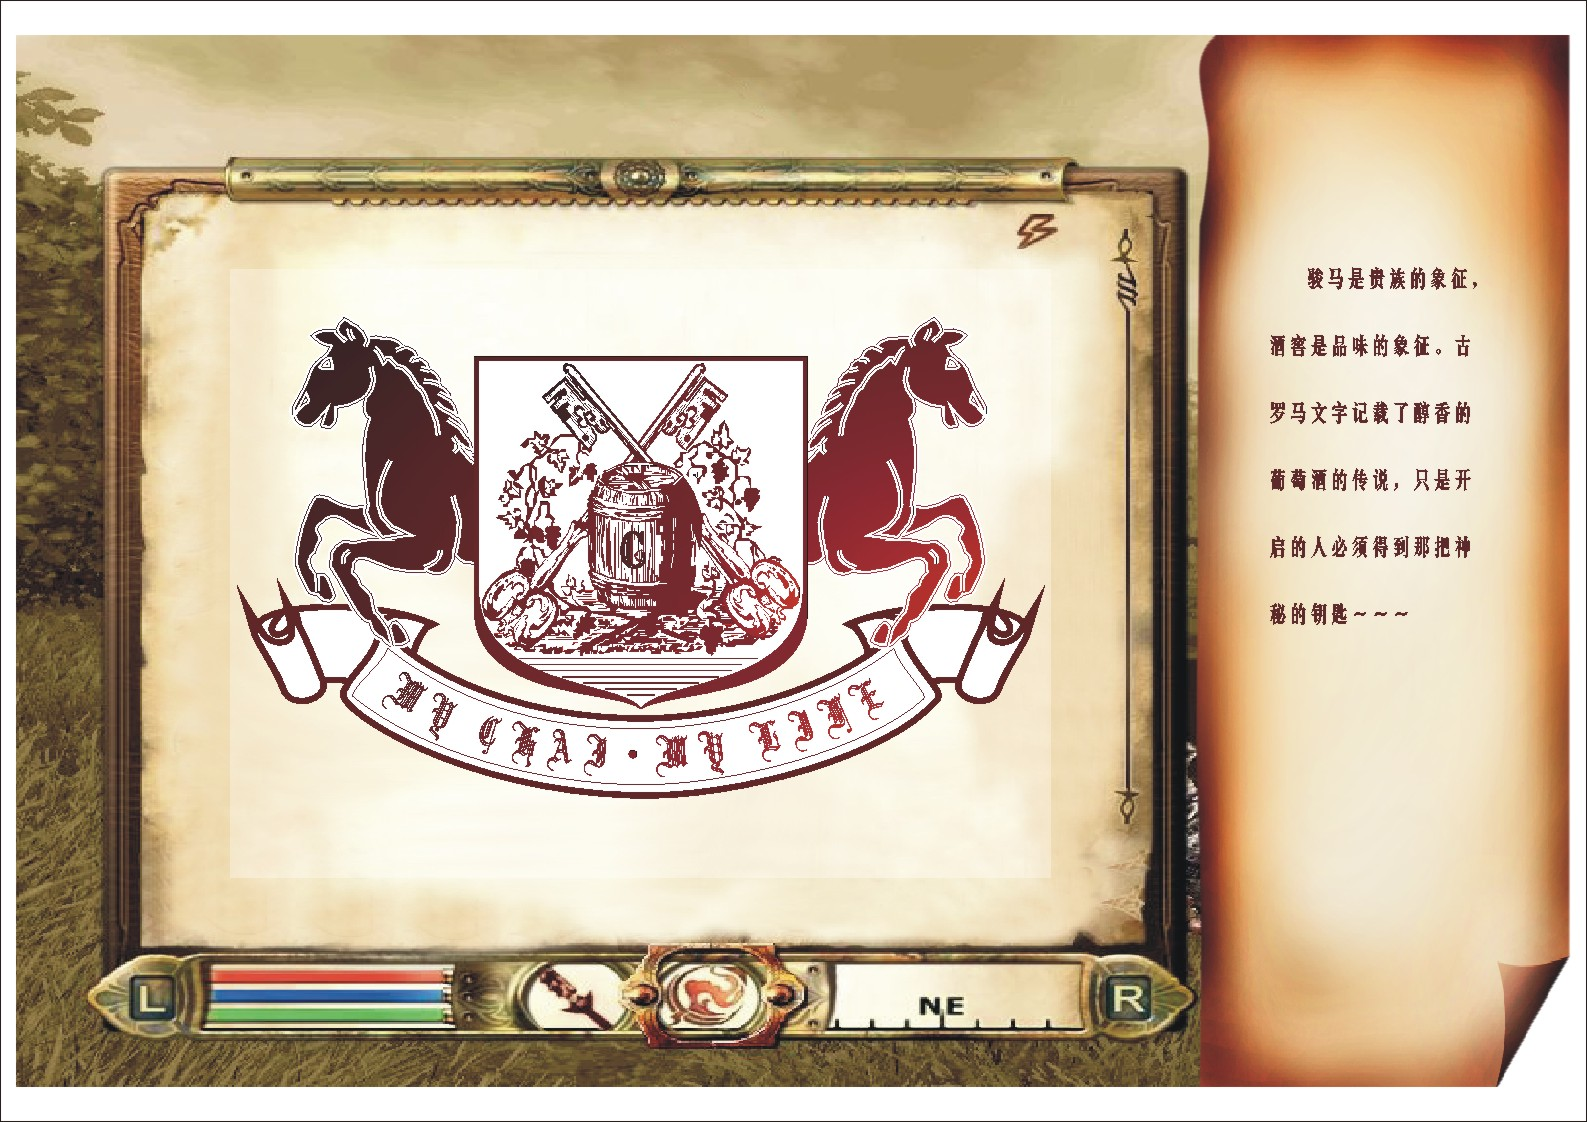 MY CHAI·MY LIFE
C
L
NE
R
骏马是贵族的象征，
酒窖是品味的象征。古
罗马文字记载了醇香的
葡萄酒的传说，只是开
启的人必须得到那把神
秘的钥匙～～～